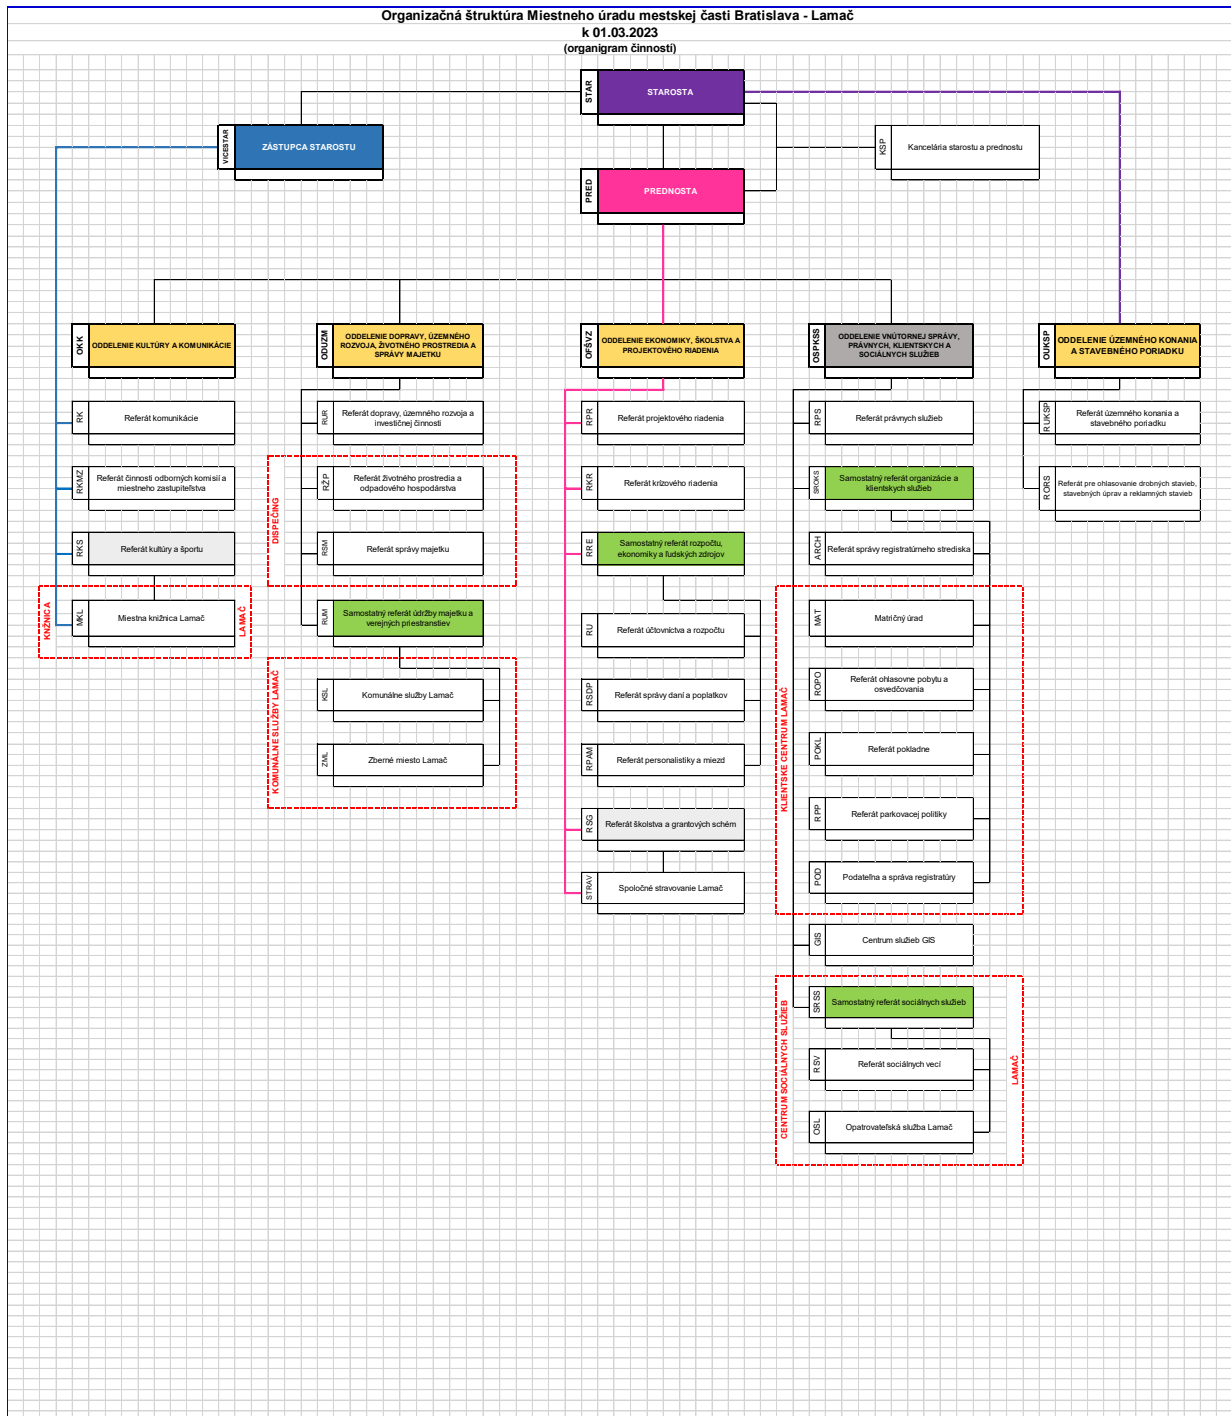 Organizačná štruktúra Miestneho úradu mestskej časti Bratislava - Lamač
k 01.03.2023
(organigram činností)
STAR
STAROSTA
VICESTAR
ZÁSTUPCA STAROSTU
KSP
Kancelária starostu a prednostu
PRED
PREDNOSTA
OKK
ODDELENIE KULTÚRY A KOMUNIKÁCIE
RK
Referát komunikácie
RKMZ
Referát činnosti odborných komisií a
miestneho zastupiteľstva
RKS
Referát kultúry a športu
KNŽNICA
MKL
Miestna knižnica Lamač
LAMAČ
ODUZM
ODDELENIE DOPRAVY, ÚZEMNÉHO
ROZVOJA, ŽIVOTNÉHO PROSTREDIA A
SPRÁVY MAJETKU
RUR
Referát dopravy, územného rozvoja a
investičnej činnosti
DISPEČING
RŽP
Referát životného prostredia a
odpadového hospodárstva
RSM
Referát správy majetku
RUM
Samostatný referát údržby majetku a
verejných priestranstiev
KOMUNÁLNE SLUŽBY LAMAČ
KSL
Komunálne služby Lamač
ZML
Zberné miesto Lamač
OFŠVZ
ODDELENIE EKONOMIKY, ŠKOLSTVA A
PROJEKTOVÉHO RIADENIA
RPR
Referát projektového riadenia
RKR
Referát krízového riadenia
RRE
Samostatný referát rozpočtu,
ekonomiky a ľudských zdrojov
RU
Referát účtovníctva a rozpočtu
RSDP
Referát správy daní a poplatkov
RPAM
Referát personalistiky a miezd
RSG
Referát školstva a grantových schém
STRAV
Spoločné stravovanie Lamač
OSPKSS
ODDELENIE VNÚTORNEJ SPRÁVY,
PRÁVNYCH, KLIENTSKYCH A
SOCIÁLNYCH SLUŽIEB
RPS
Referát právnych služieb
SROKS
Samostatný referát organizácie a
klientskych služieb
ARCH
Referát správy registratúrneho strediska
KLIENTSKE CENTRUM LAMAČ
MAT
Matričný úrad
ROPO
Referát ohlasovne pobytu a
osvedčovania
POKL
Referát pokladne
RPP
Referát parkovacej politiky
POD
Podateľna a správa registratúry
GIS
Centrum služieb GIS
CENTRUM SOCIÁLNYCH SLUŽIEB
SRSS
Samostatný referát sociálnych služieb
RSV
Referát sociálnych vecí
LAMAČ
OSL
Opatrovateľská služba Lamač
OUKSP
ODDELENIE ÚZEMNÉHO KONANIA
A STAVEBNÉHO PORIADKU
RUKSP
Referát územného konania a
stavebného poriadku
RORS
Referát pre ohlasovanie drobných stavieb,
stavebných úprav a reklamných stavieb